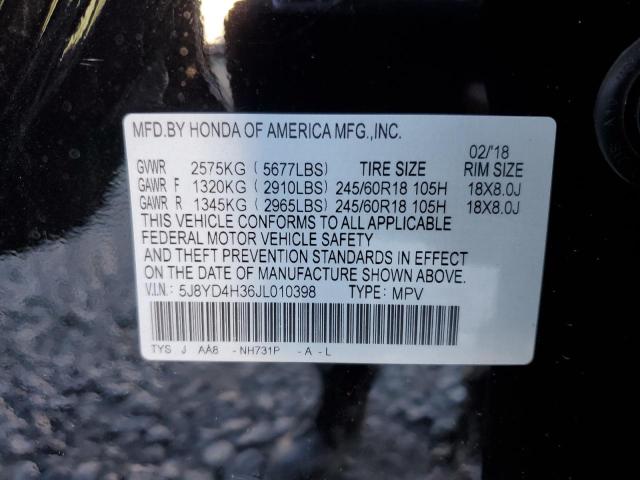 MFD.BY HONDA OF AMERICA MFG.,INC.
02/'18
GVWR 2575KG ( 5677LBS) TIRE SIZE RIM SIZE
GAWR F 1320KG ( 2910LBS) 245/60R18 105H 18X8.0J
GAWR R 1345KG ( 2965LBS) 245/60R18 105H 18X8.0J
THIS VEHICLE CONFORMS TO ALL APPLICABLE
FEDERAL MOTOR VEHICLE SAFETY
AND THEFT PREVENTION STANDARDS IN EFFECT
ON THE DATE OF MANUFACTURE SHOWN ABOVE.
V.I.N.: 5J8YD4H36JL010398 TYPE: MPV
TYS J AA8 -NH731P -A-L